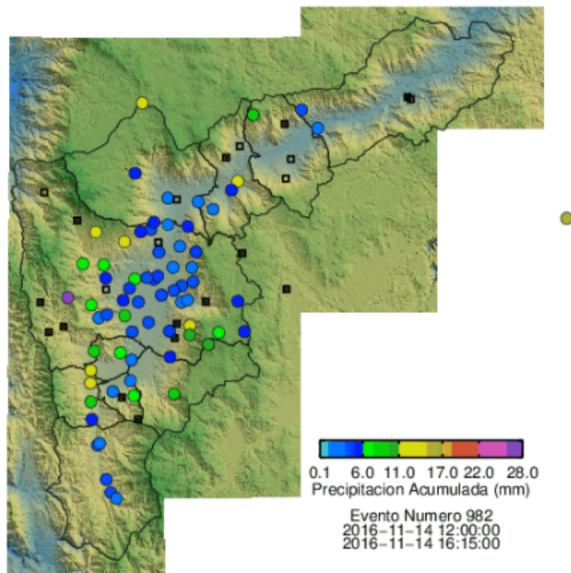 0.1 6.0 11.0 17.0 22.0 28.0
Precipitacion Acumulada (mm)
Evento Numero 982
2016-11-14 12:00:00
2016-11-14 16:15:00